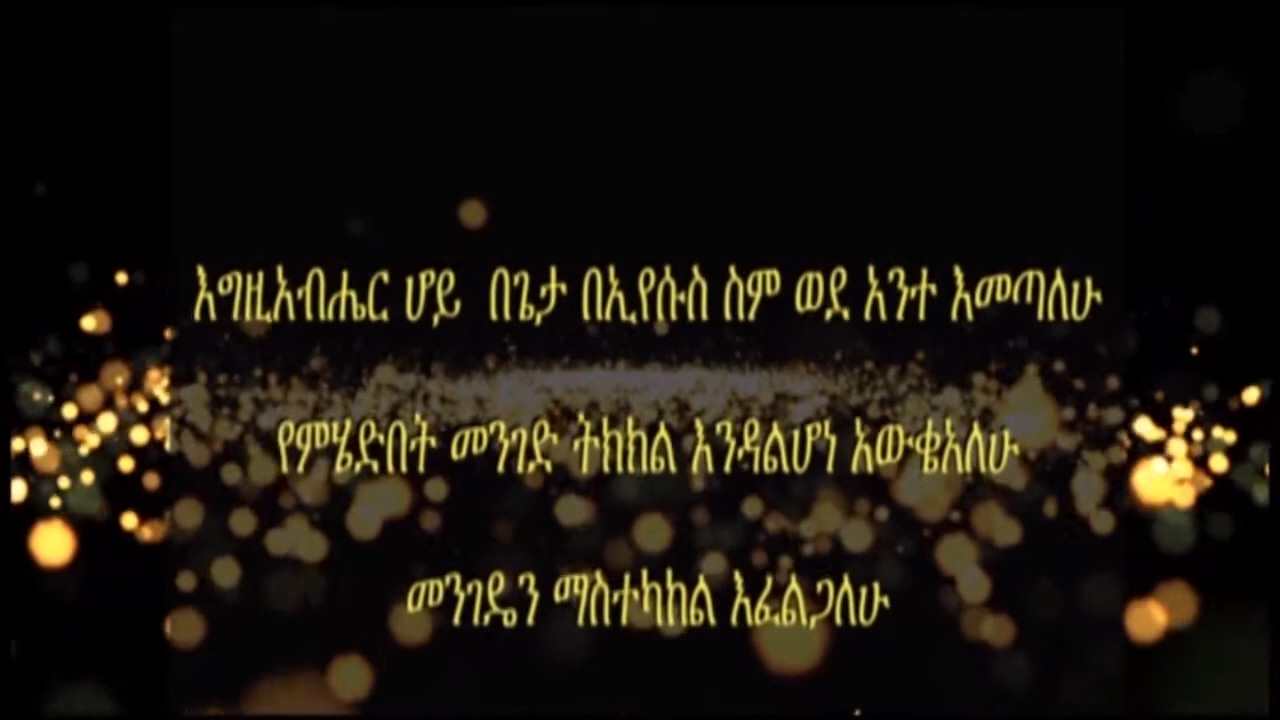 እግዚአብሔር ሆይ በጌታ በኢየሱስ ስም ወደ አንተ እመጣለሁ
የምሄድበት መንገድ ትክክል እንዳልሆነ አውቄአለሁ
መንገዴን ማስተካከል እፈልጋለሁ